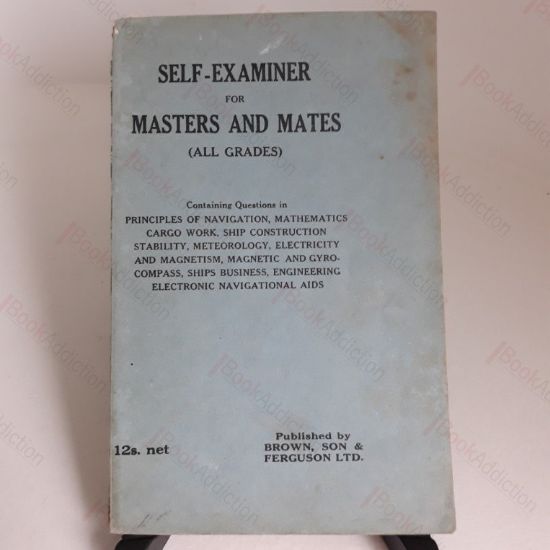 SELF-EXAMINER
FOR
MASTERS AND MATES
(ALL GRADES)
Containing Questions in
PRINCIPLES OF NAVIGATION, MATHEMATICS
CARGO WORK, SHIP CONSTRUCTION
STABILITY, METEOROLOGY, ELECTRICITY
AND MAGNETISM, MAGNETIC AND GYRO-
COMPASS, SHIPS BUSINESS, ENGINEERING
ELECTRONIC NAVIGATIONAL AIDS
12s. net
Published by
BROWN, SON &
FERGUSON LTD.
BookAddiction